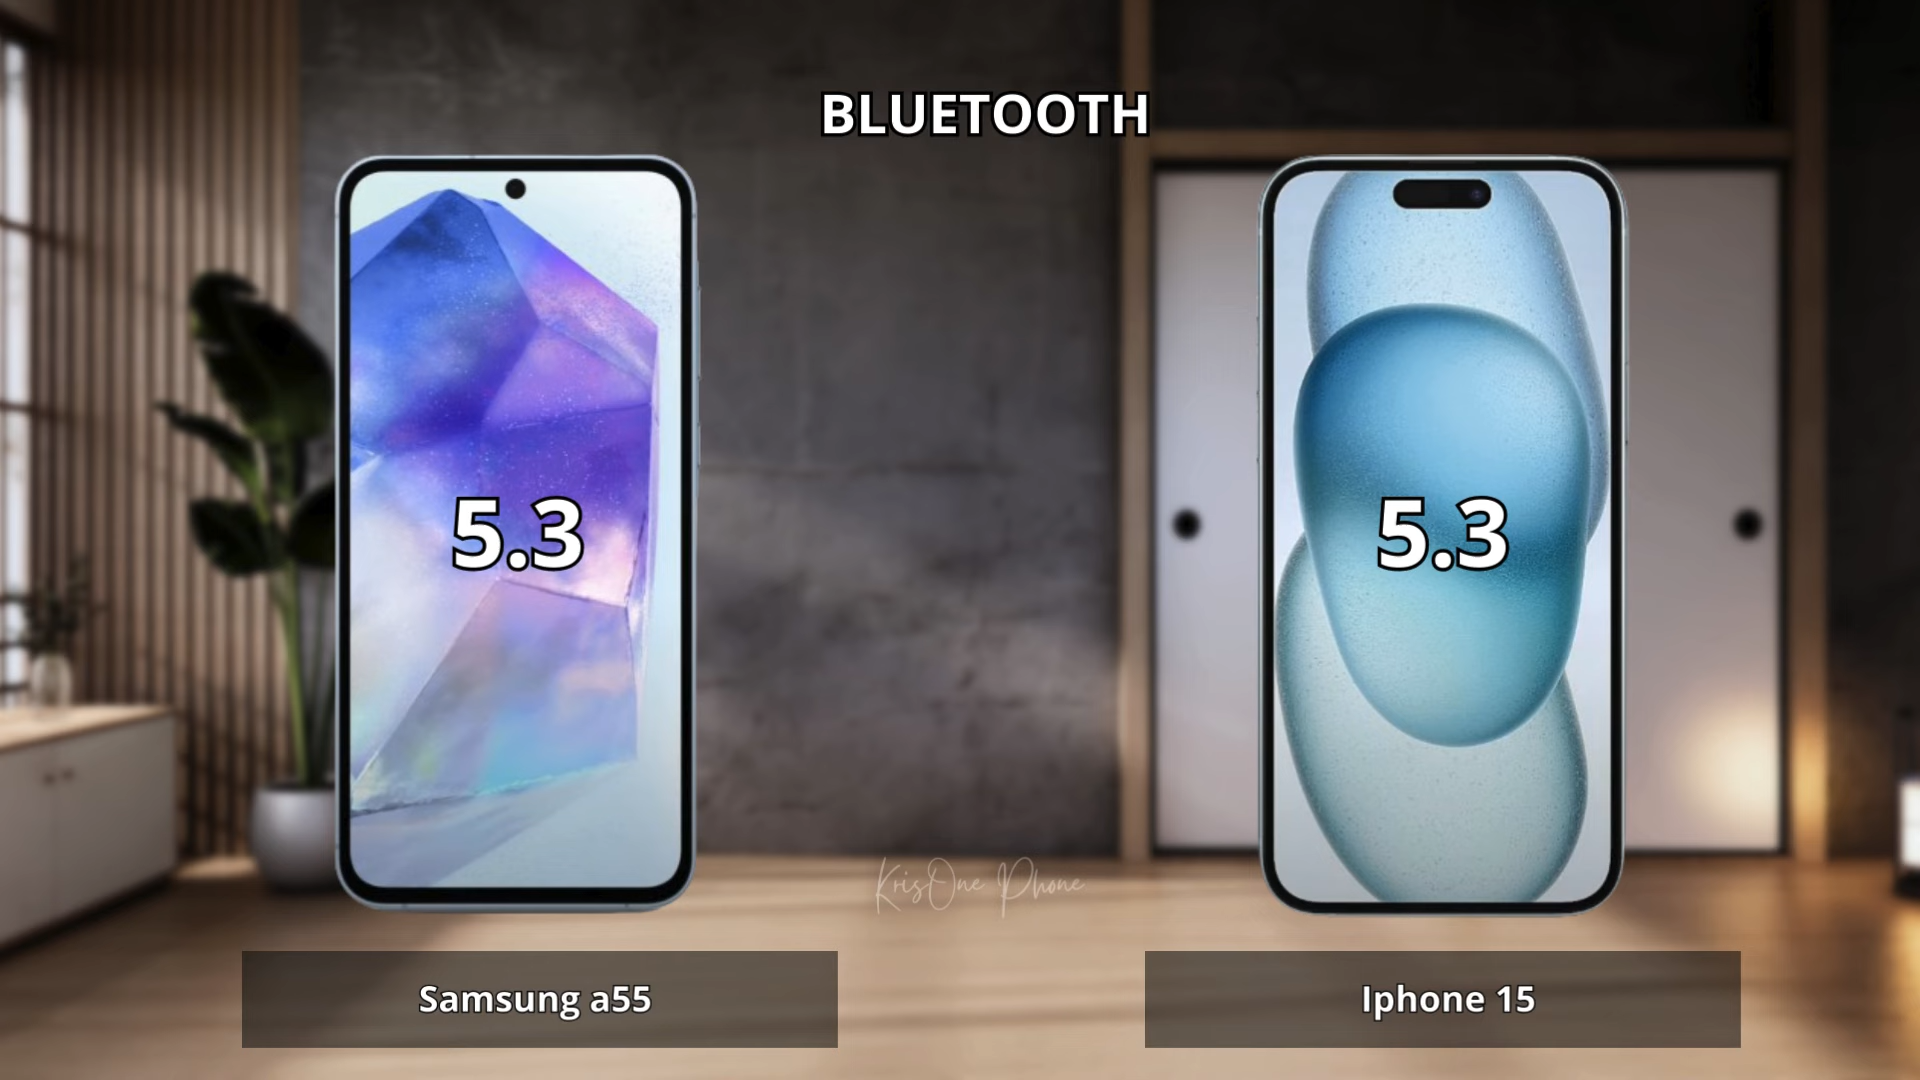 BLUETOOTH
5.3
5.3
KrisOne Phone
Samsung a55
Iphone 15